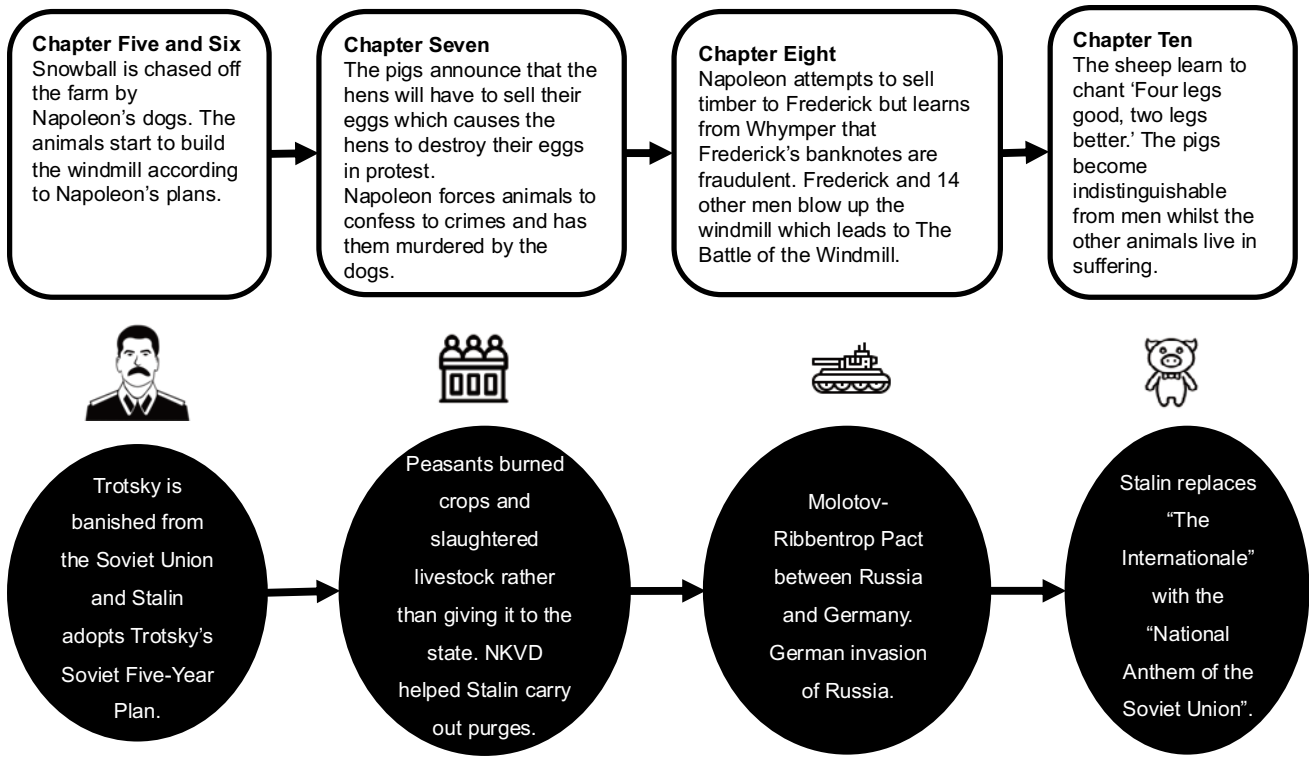 Chapter Five and Six
Snowball is chased off
the farm by
Napoleon’s dogs. The
animals start to build
the windmill according
to Napoleon’s plans.
Chapter Seven
The pigs announce that the
hens will have to sell their
eggs which causes the
hens to destroy their eggs
in protest.
Napoleon forces animals to
confess to crimes and has
them murdered by the
dogs.
Chapter Eight
Napoleon attempts to sell
timber to Frederick but learns
from Whymper that
Frederick’s banknotes are
fraudulent. Frederick and 14
other men blow up the
windmill which leads to The
Battle of the Windmill.
Chapter Ten
The sheep learn to
chant ‘Four legs
good, two legs
better.’ The pigs
become
indistinguishable
from men whilst the
other animals live in
suffering.
Trotsky is
banished from
the Soviet Union
and Stalin
adopts Trotsky’s
Soviet Five-Year
Plan.
Peasants burned
crops and
slaughtered
livestock rather
than giving it to the
state. NKVD
helped Stalin carry
out purges.
Molotov-
Ribbentrop Pact
between Russia
and Germany.
German invasion
of Russia.
Stalin replaces
“The
Internationale”
with the
“National
Anthem of the
Soviet Union”.